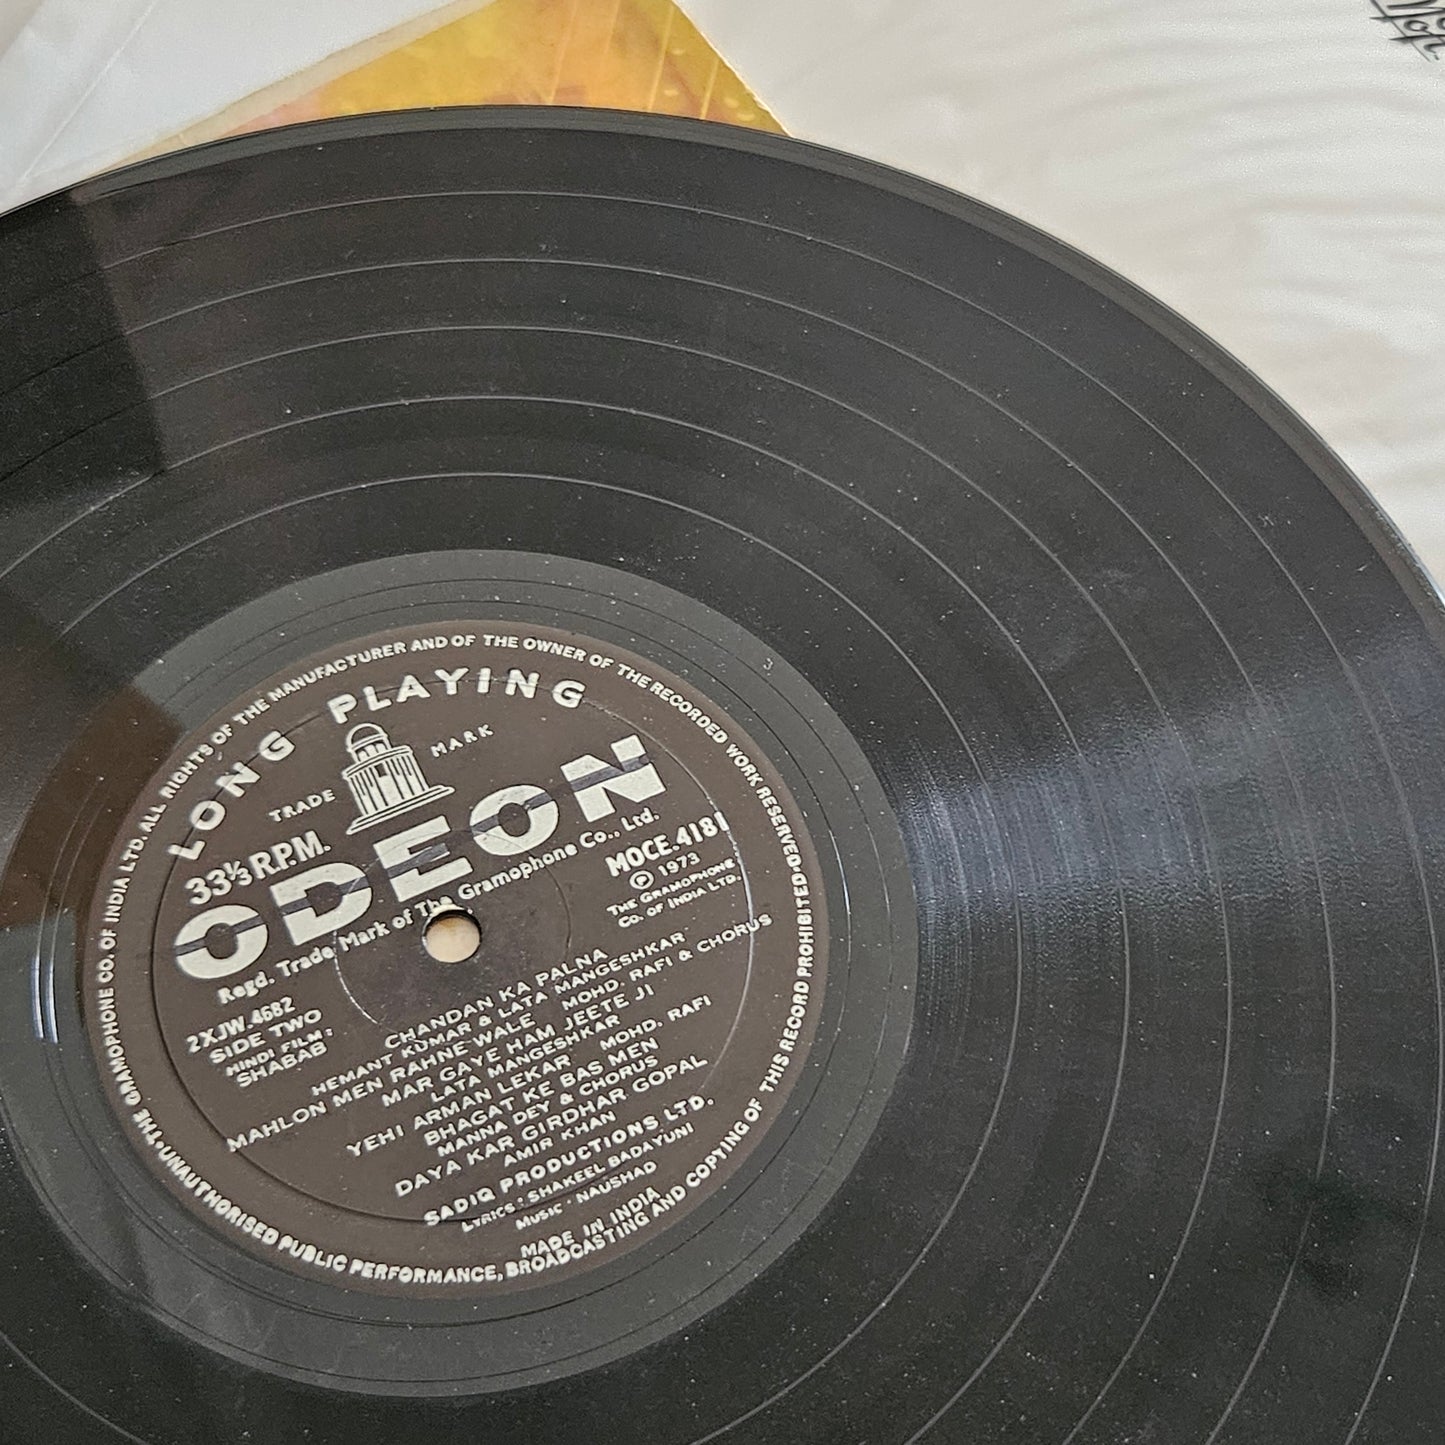 THE GRAMOPHONE CO. OF INDIA LTD. ALL RIGHTS OF THE MANUFACTURER AND OF THE OWNER OF THE RECORDED WORK RESERVED • UNAUTHORISED PUBLIC PERFORMANCE, BROADCASTING AND COPYING OF THIS RECORD PROHIBITED •
LONG PLAYING
TRADE MARK
33⅓ R.P.M.
ODEON
Regd. Trade Mark of The Gramophone Co., Ltd.
MOCE.4181
Ⓟ 1973
THE GRAMOPHONE
CO. OF INDIA LTD.
2XJW.4682
SIDE TWO
HINDI FILM :
SHABAB
CHANDAN KA PALNA
HEMANT KUMAR & LATA MANGESHKAR
MAHLON MEN RAHNE WALE MOHD. RAFI & CHORUS
MAR GAYE HAM JEETE JI
LATA MANGESHKAR
YEHI ARMAN LEKAR MOHD. RAFI
BHAGAT KE BAS MEN
MANNA DEY & CHORUS
DAYA KAR GIRDHAR GOPAL
AMIR KHAN
SADIQ PRODUCTIONS LTD.
LYRICS : SHAKEEL BADAYUNI
MUSIC : NAUSHAD
MADE IN INDIA
3